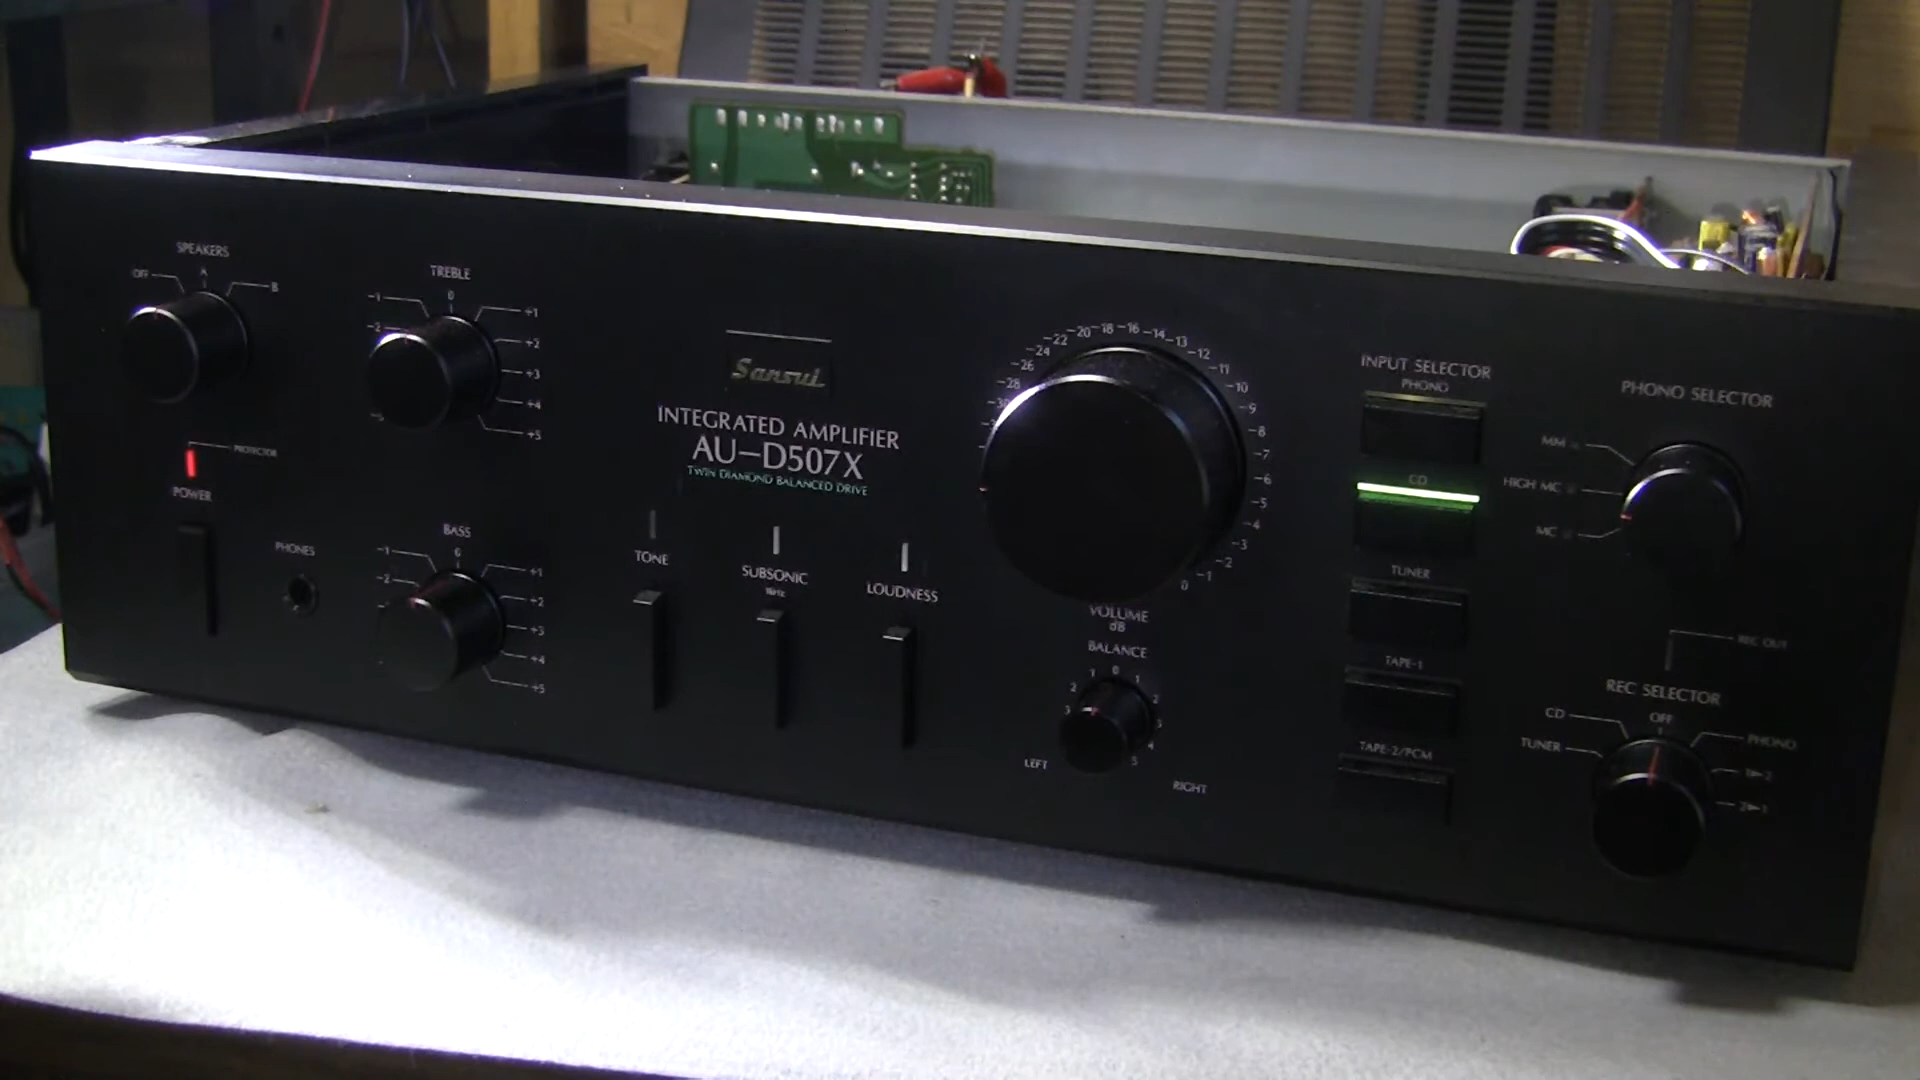 SPEAKERS
OFF
A
B
TREBLE
-1
0
+1
-2
+2
+3
+4
+5
PROTECTOR
POWER
PHONES
BASS
-1
0
+1
-2
+2
+3
+4
+5
Sansui
INTEGRATED AMPLIFIER
AU-D507X
TWIN DIAMOND BALANCED DRIVE
TONE
SUBSONIC
LOUDNESS
-28 -26 -24 -22 -20 -18 -16 -14 -13 -12 -11 -10 -9 -8 -7 -6 -5 -4 -3 -2 -1 0
VOLUME
dB
BALANCE
1 0 1
2 2
3
4
5
LEFT
RIGHT
INPUT SELECTOR
PHONO
CD
TUNER
TAPE-1
TAPE-2/PCM
PHONO SELECTOR
MM
HIGH MC
MC
REC OUT
REC SELECTOR
OFF
CD
PHONO
TUNER
1▶2
2▶1